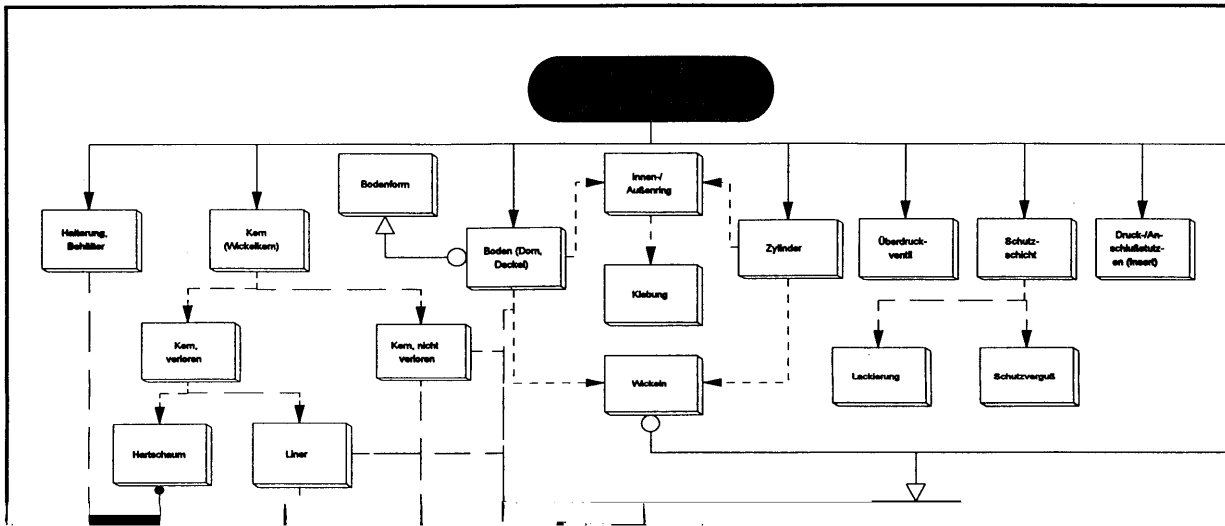 Bodenform
Innen-/
Außenring
Halterung,
Behälter
Kern
(Wickelkern)
Boden (Dom,
Deckel)
Zylinder
Überdruck-
ventil
Schutz-
schicht
Druck-/An-
schlußstutz-
en (Insert)
Klebung
Kern,
verloren
Kern, nicht
verloren
Wickeln
Lackierung
Schutzverguß
Hartschaum
Liner